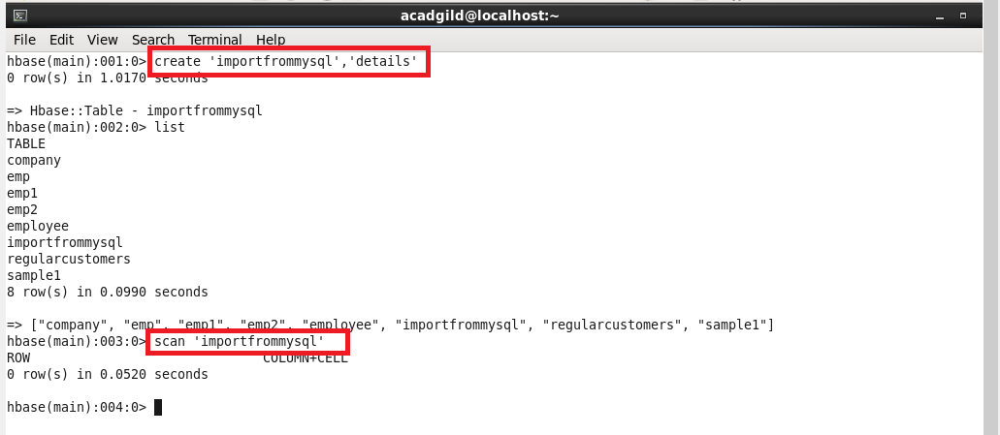 acadgild@localhost:~
File Edit View Search Terminal Help
hbase(main):001:0> create 'importfrommysql','details'
0 row(s) in 1.0170 seconds
=> Hbase::Table - importfrommysql
hbase(main):002:0> list
TABLE
company
emp
emp1
emp2
employee
importfrommysql
regularcustomers
sample1
8 row(s) in 0.0990 seconds
=> ["company", "emp", "emp1", "emp2", "employee", "importfrommysql", "regularcustomers", "sample1"]
hbase(main):003:0> scan 'importfrommysql'
ROW COLUMN+CELL
0 row(s) in 0.0520 seconds
hbase(main):004:0>